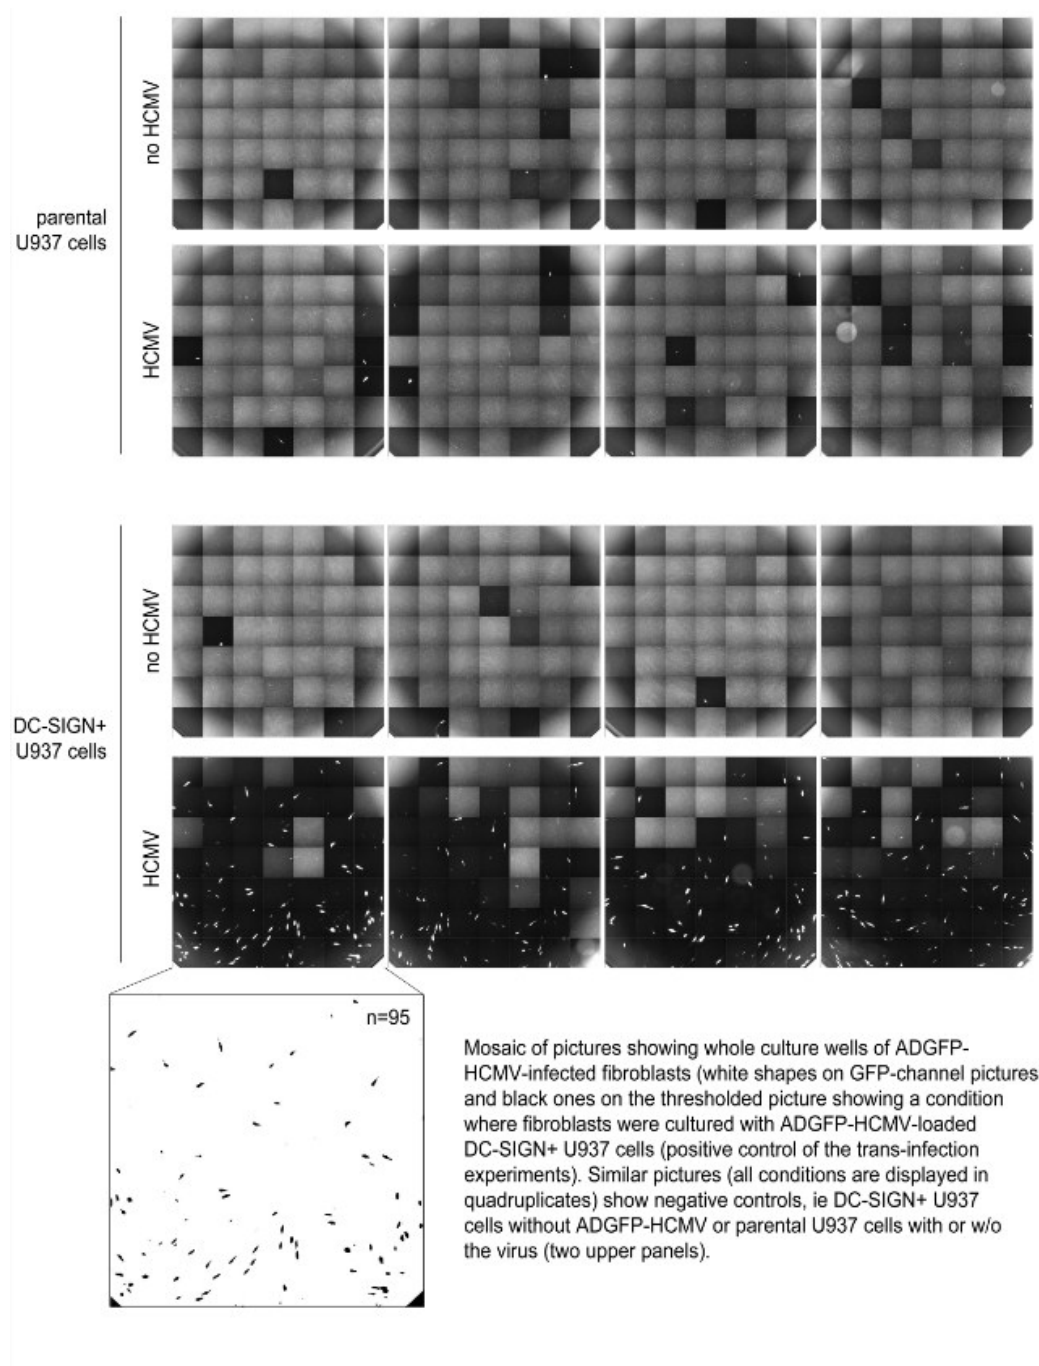 no HCMV
parental
U937 cells
HCMV
no HCMV
DC-SIGN+
U937 cells
HCMV
n=95
Mosaic of pictures showing whole culture wells of ADGFP-
HCMV-infected fibroblasts (white shapes on GFP-channel pictures
and black ones on the thresholded picture showing a condition
where fibroblasts were cultured with ADGFP-HCMV-loaded
DC-SIGN+ U937 cells (positive control of the trans-infection
experiments). Similar pictures (all conditions are displayed in
quadruplicates) show negative controls, ie DC-SIGN+ U937
cells without ADGFP-HCMV or parental U937 cells with or w/o
the virus (two upper panels).